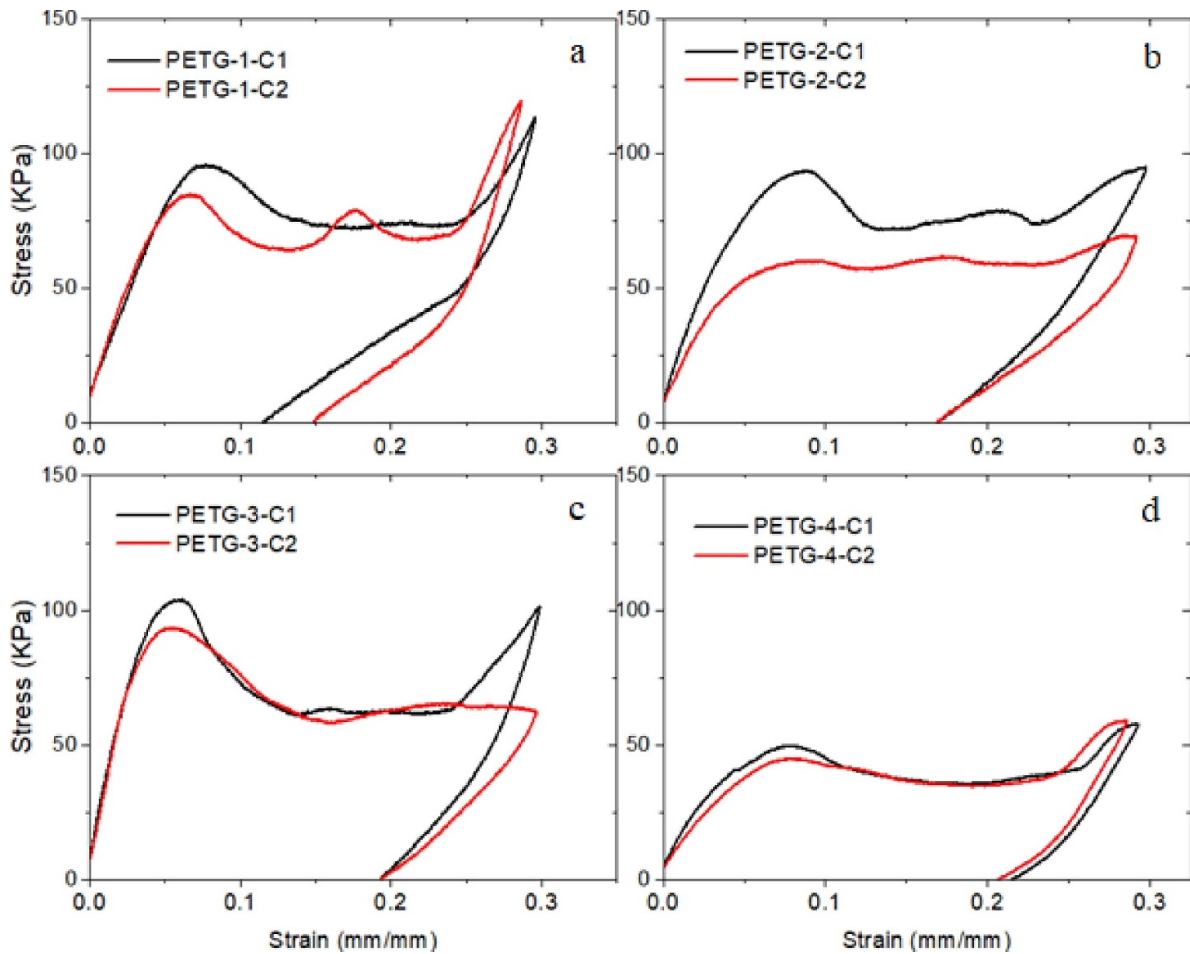 150
PETG-1-C1
PETG-1-C2
a
100
50
0
0.0
0.1
0.2
0.3
Stress (KPa)
150
PETG-2-C1
PETG-2-C2
b
100
50
0
0.0
0.1
0.2
0.3
150
PETG-3-C1
PETG-3-C2
c
100
50
0
0.0
0.1
0.2
0.3
Stress (KPa)
Strain (mm/mm)
150
PETG-4-C1
PETG-4-C2
d
100
50
0
0.0
0.1
0.2
0.3
Strain (mm/mm)